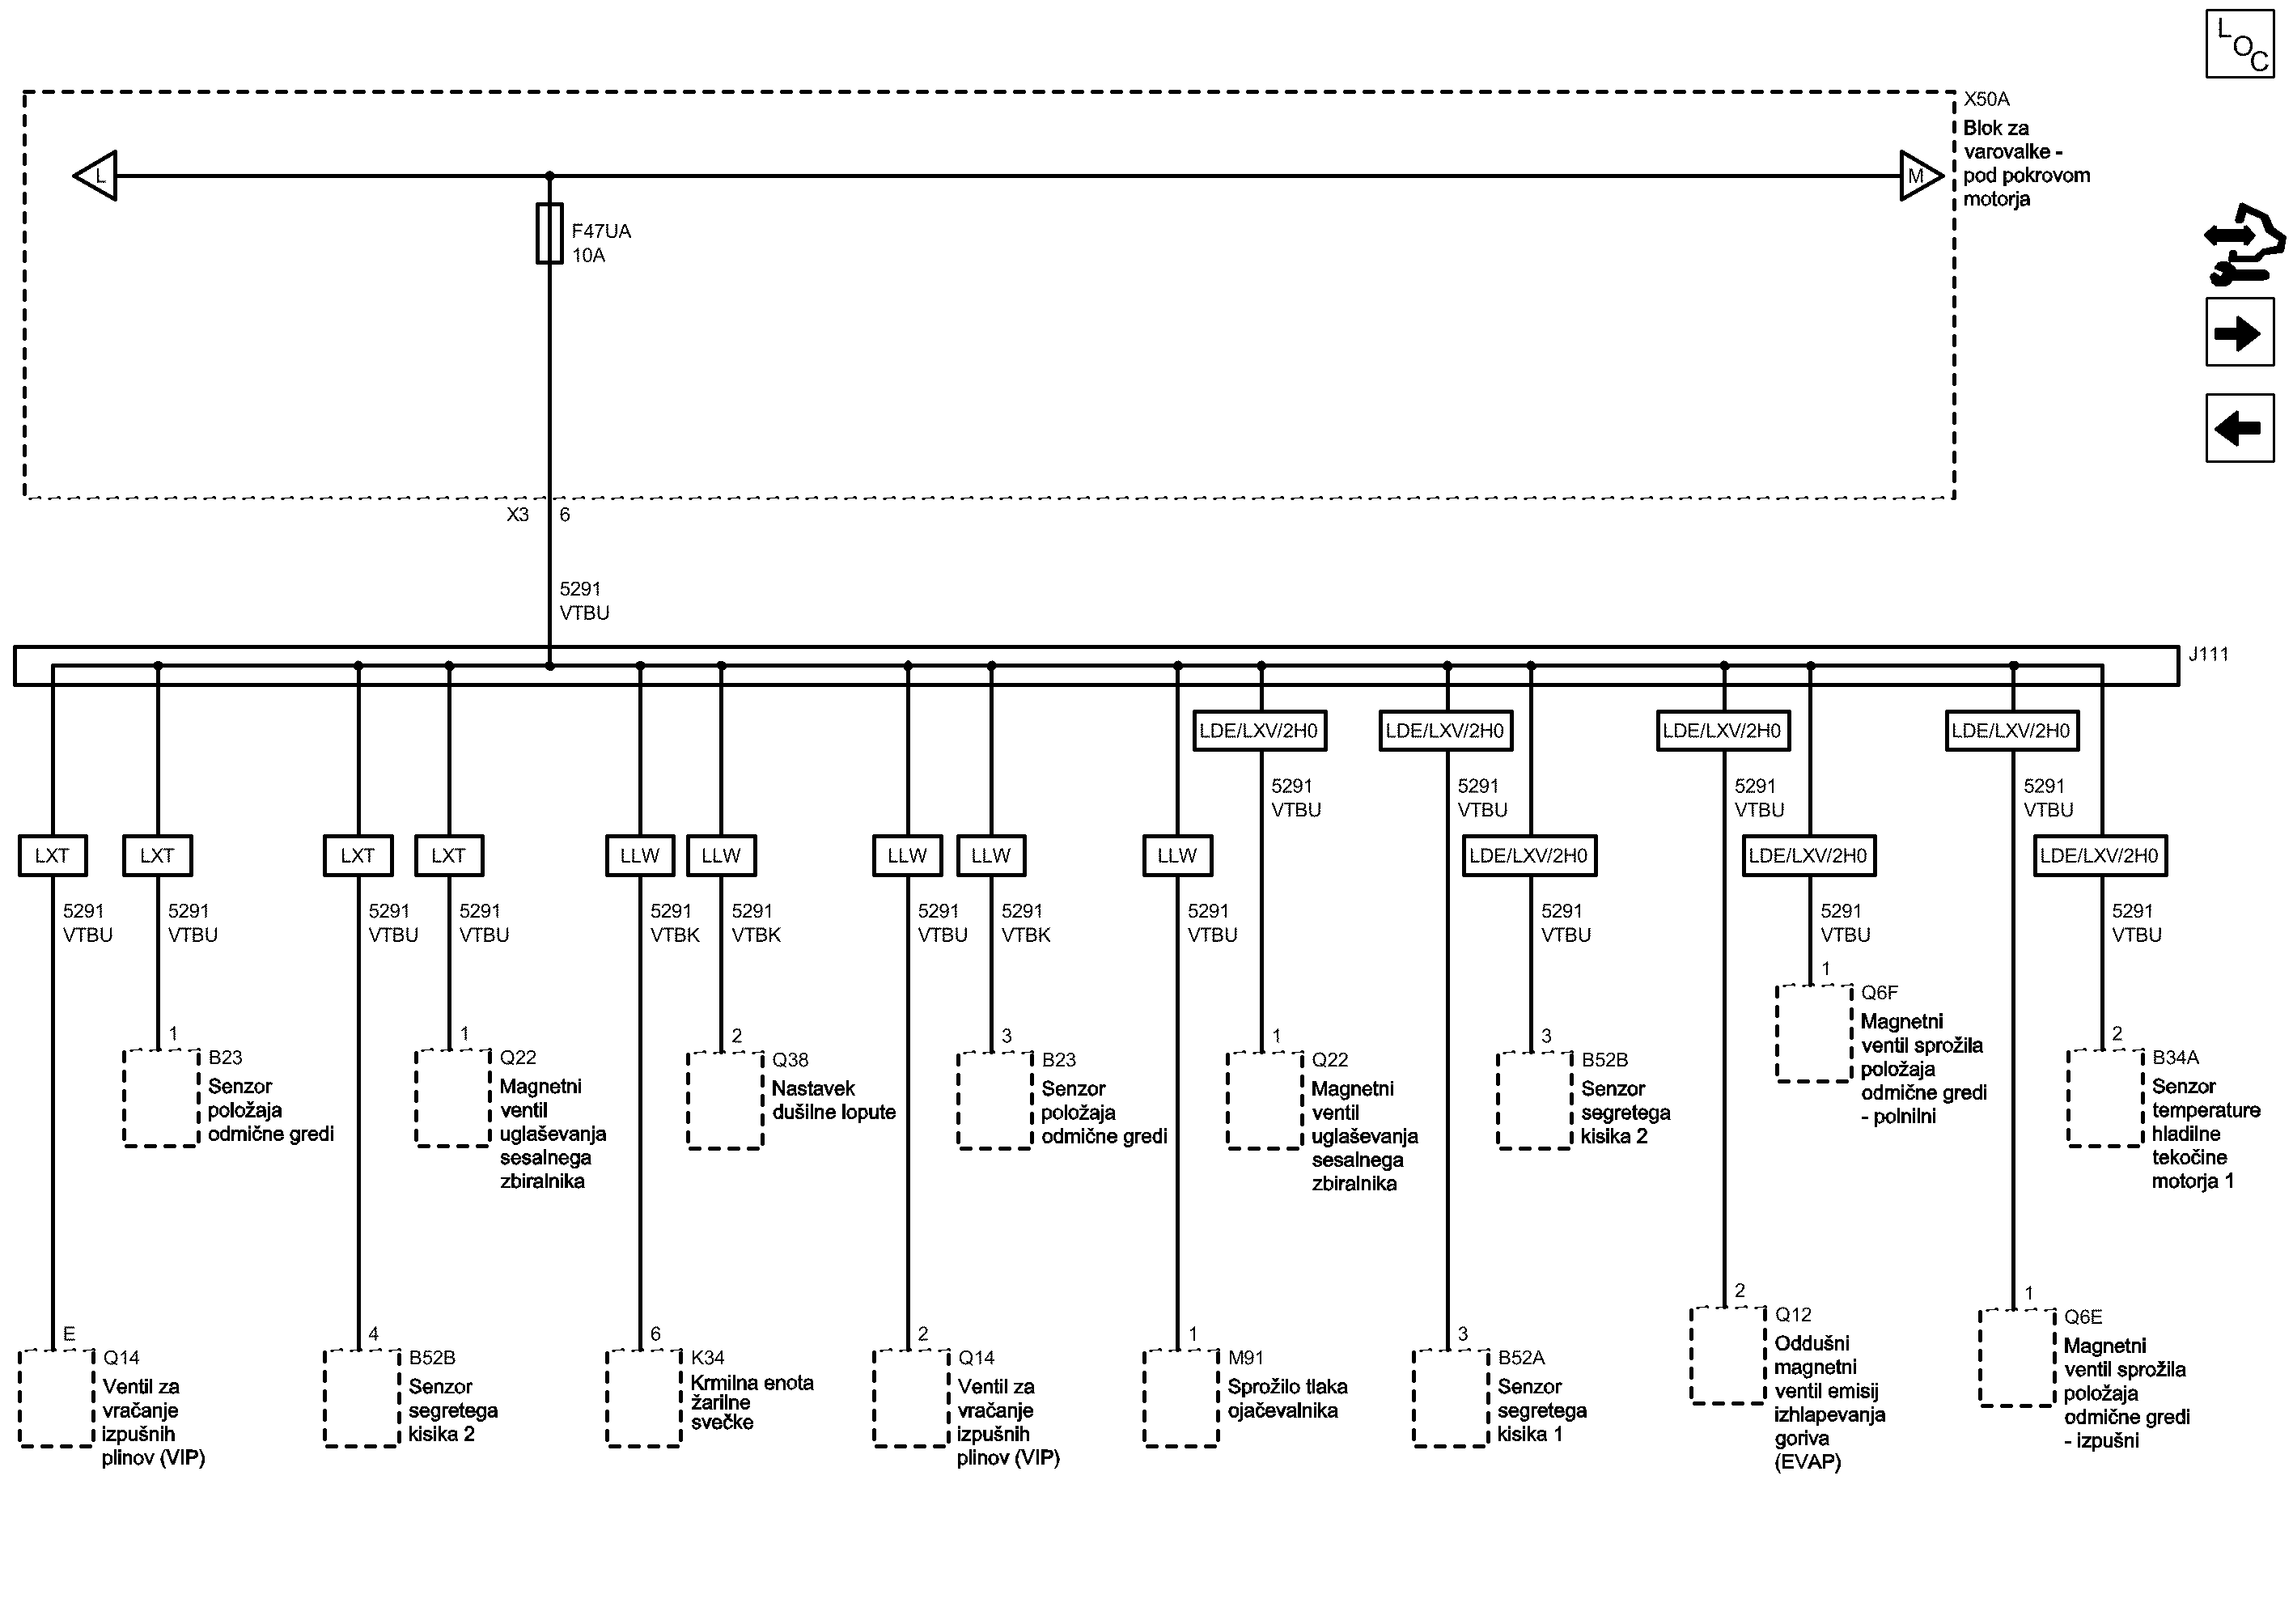 L
O
C
X50A
Blok za
varovalke -
pod pokrovom
motorja
L
M
F47UA
10A
X3 6
5291
VTBU
J111
LDE/LXV/2H0 LDE/LXV/2H0 LDE/LXV/2H0 LDE/LXV/2H0
5291 5291 5291 5291
VTBU VTBU VTBU VTBU
LXT LXT LXT LXT LLW LLW LLW LLW LLW LDE/LXV/2H0 LDE/LXV/2H0 LDE/LXV/2H0
5291 5291 5291 5291 5291 5291 5291 5291 5291 5291 5291 5291
VTBU VTBU VTBU VTBU VTBK VTBK VTBU VTBK VTBU VTBU VTBU VTBU
1
B23
Senzor
položaja
odmične gredi
1
Q22
Magnetni
ventil
uglaševanja
sesalnega
zbiralnika
2
Q38
Nastavek
dušilne lopute
3
B23
Senzor
položaja
odmične gredi
1
Q22
Magnetni
ventil
uglaševanja
sesalnega
zbiralnika
3
B52B
Senzor
segretega
kisika 2
1
Q6F
Magnetni
ventil sprožila
položaja
odmične gredi
- polnilni
2
B34A
Senzor
temperature
hladilne
tekočine
motorja 1
E
Q14
Ventil za
vračanje
izpušnih
plinov (VIP)
4
B52B
Senzor
segretega
kisika 2
6
K34
Krmilna enota
žarilne
svečke
2
Q14
Ventil za
vračanje
izpušnih
plinov (VIP)
1
M91
Sprožilo tlaka
ojačevalnika
3
B52A
Senzor
segretega
kisika 1
2
Q12
Oddušni
magnetni
ventil emisij
izhlapevanja
goriva
(EVAP)
1
Q6E
Magnetni
ventil sprožila
položaja
odmične gredi
- izpušni